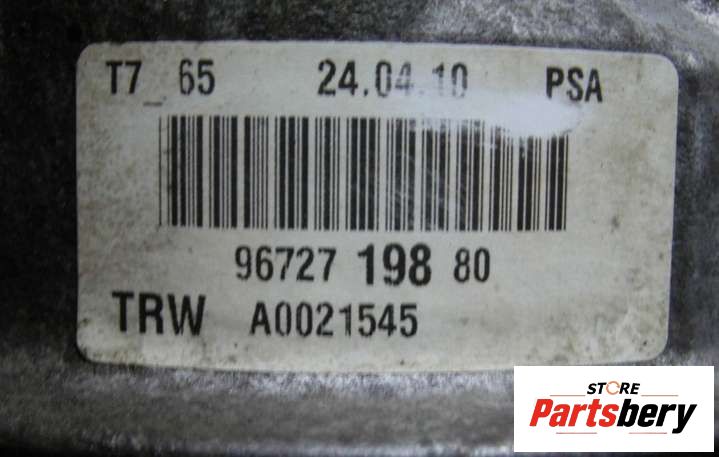 T7_65 24.04.10 PSA
96727 198 80
TRW A0021545
STORE
Partsbery